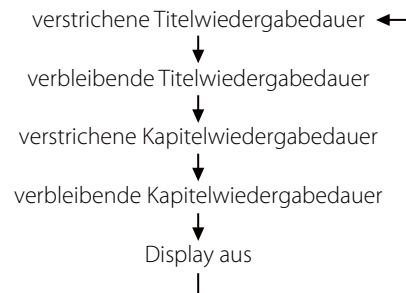 verstrichene Titelwiedergabedauer
verbleibende Titelwiedergabedauer
verstrichene Kapitelwiedergabedauer
verbleibende Kapitelwiedergabedauer
Display aus